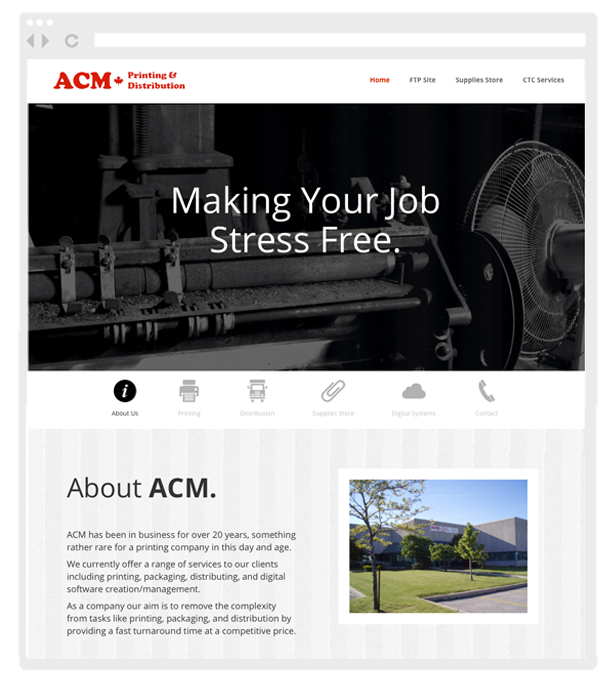 ACM Printing &
Distribution
Home FTP Site Supplies Store CTC Services
Making Your Job
Stress Free.
i
About Us Printing Distribution Supplies Store Digital Systems Contact
About ACM.
ACM has been in business for over 20 years, something
rather rare for a printing company in this day and age.
We currently offer a range of services to our clients
including printing, packaging, distributing, and digital
software creation/management.
As a company our aim is to remove the complexity
from tasks like printing, packaging, and distribution by
providing a fast turnaround time at a competitive price.